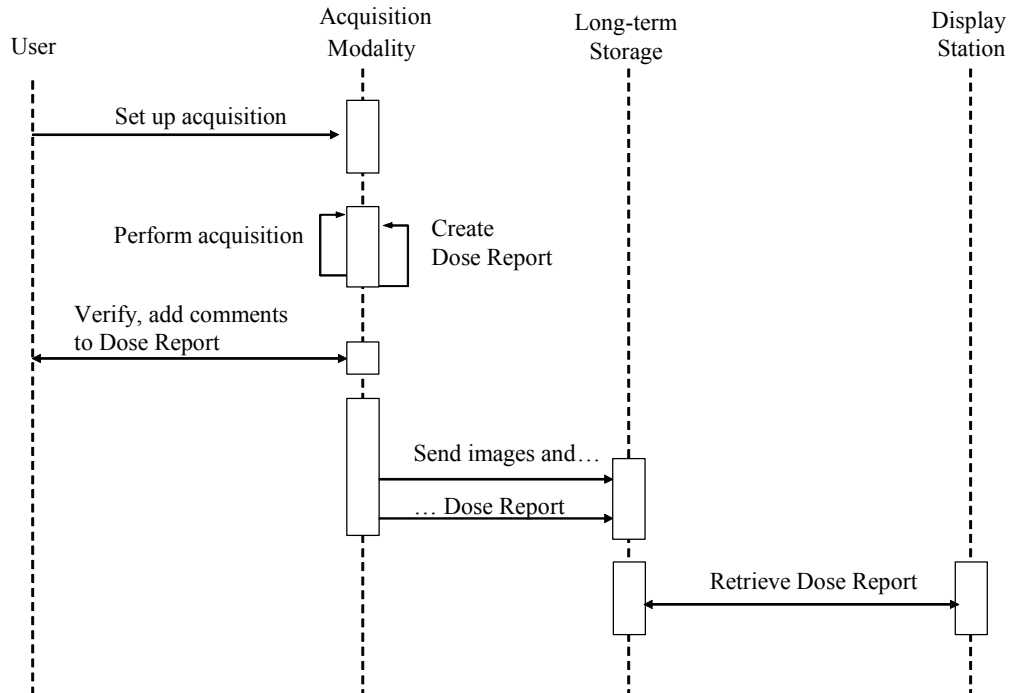 User
Acquisition
Modality
Long-term
Storage
Display
Station
Set up acquisition
Perform acquisition
Create
Dose Report
Verify, add comments
to Dose Report
Send images and…
… Dose Report
Retrieve Dose Report